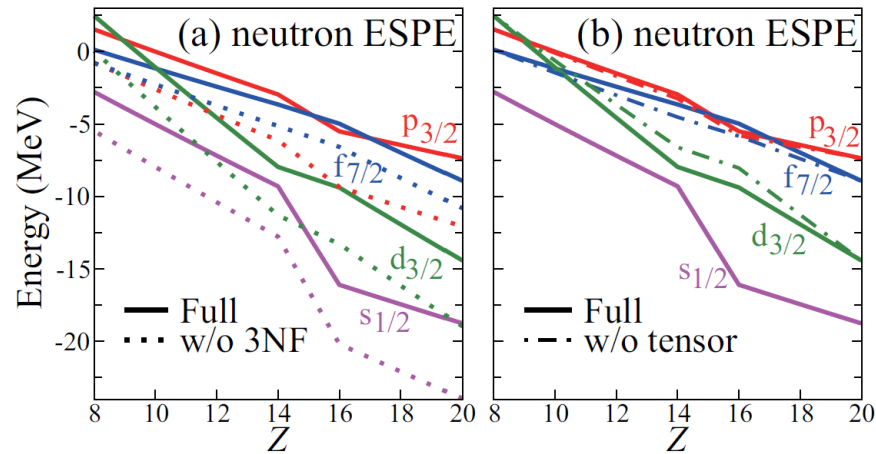 (a) neutron ESPE
(b) neutron ESPE
Energy (MeV)
0
-5
-10
-15
-20
p3/2
f7/2
d3/2
s1/2
Full
w/o 3NF
8 10 12 14 16 18 20
Z
p3/2
f7/2
d3/2
s1/2
Full
w/o tensor
8 10 12 14 16 18 20
Z